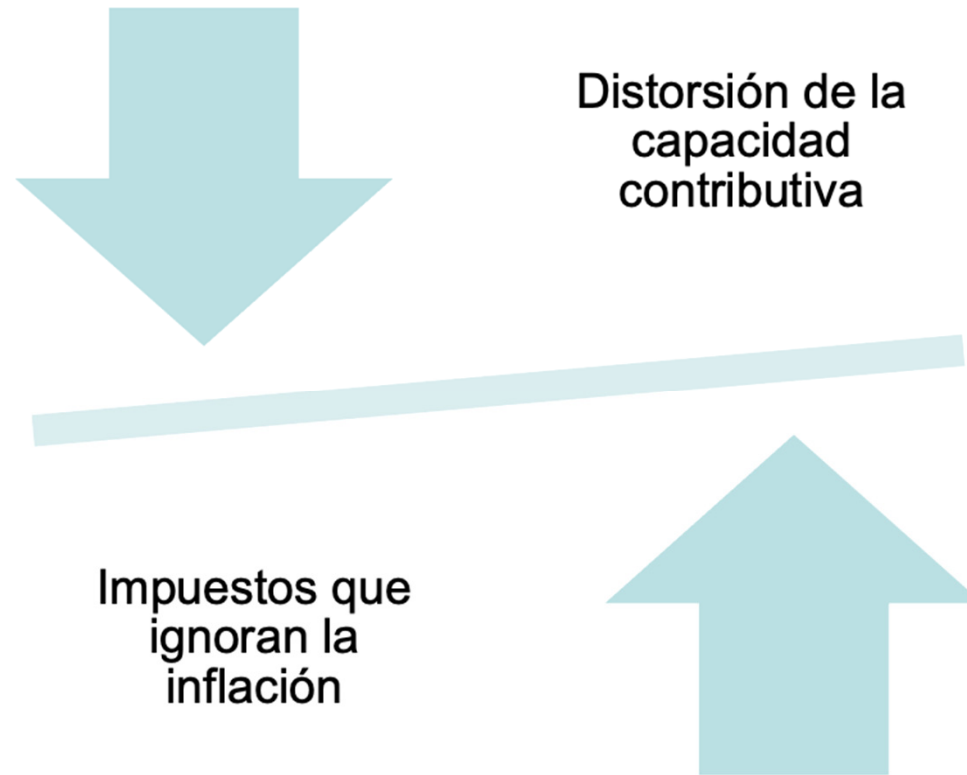 Distorsión de la
capacidad
contributiva
Impuestos que
ignoran la
inflación